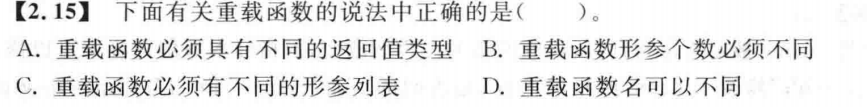 【2.15】 下面有关重载函数的说法中正确的是(  )。
A. 重载函数必须具有不同的返回值类型 B. 重载函数形参个数必须不同
C. 重载函数必须有不同的形参列表 D. 重载函数名可以不同